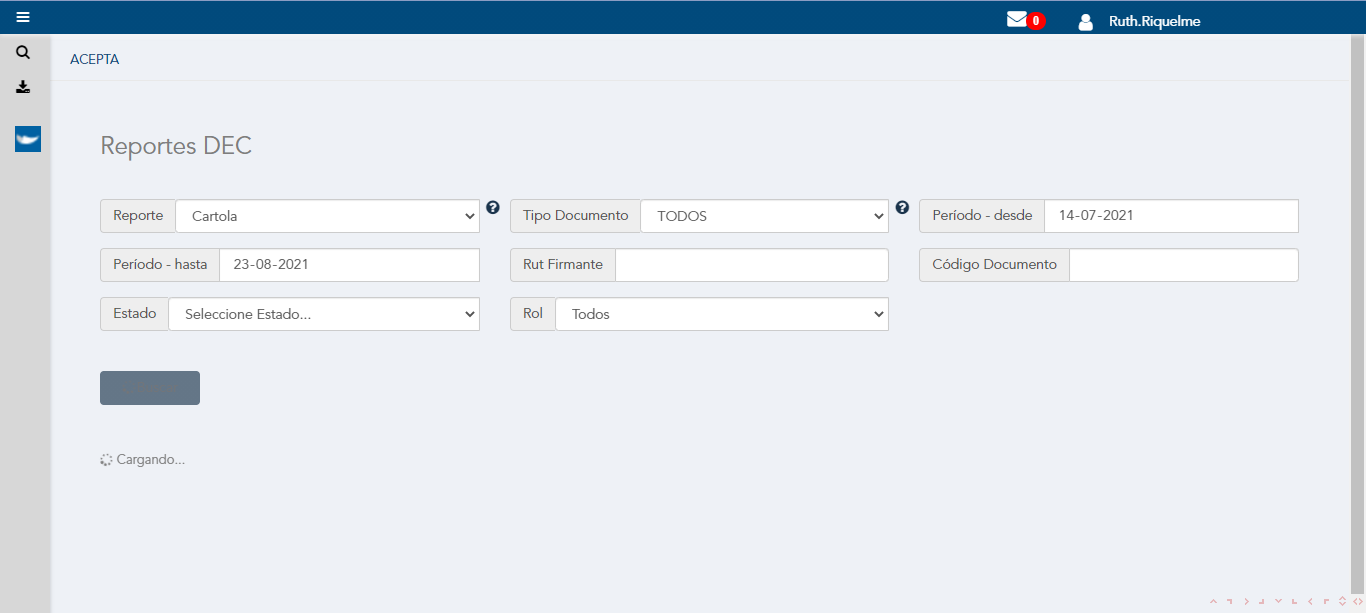 0 Ruth.Riquelme
ACEPTA
Reportes DEC
Reporte Cartola Tipo Documento TODOS Período - desde 14-07-2021
Período - hasta 23-08-2021 Rut Firmante Código Documento
Estado Seleccione Estado... Rol Todos
Cargando...